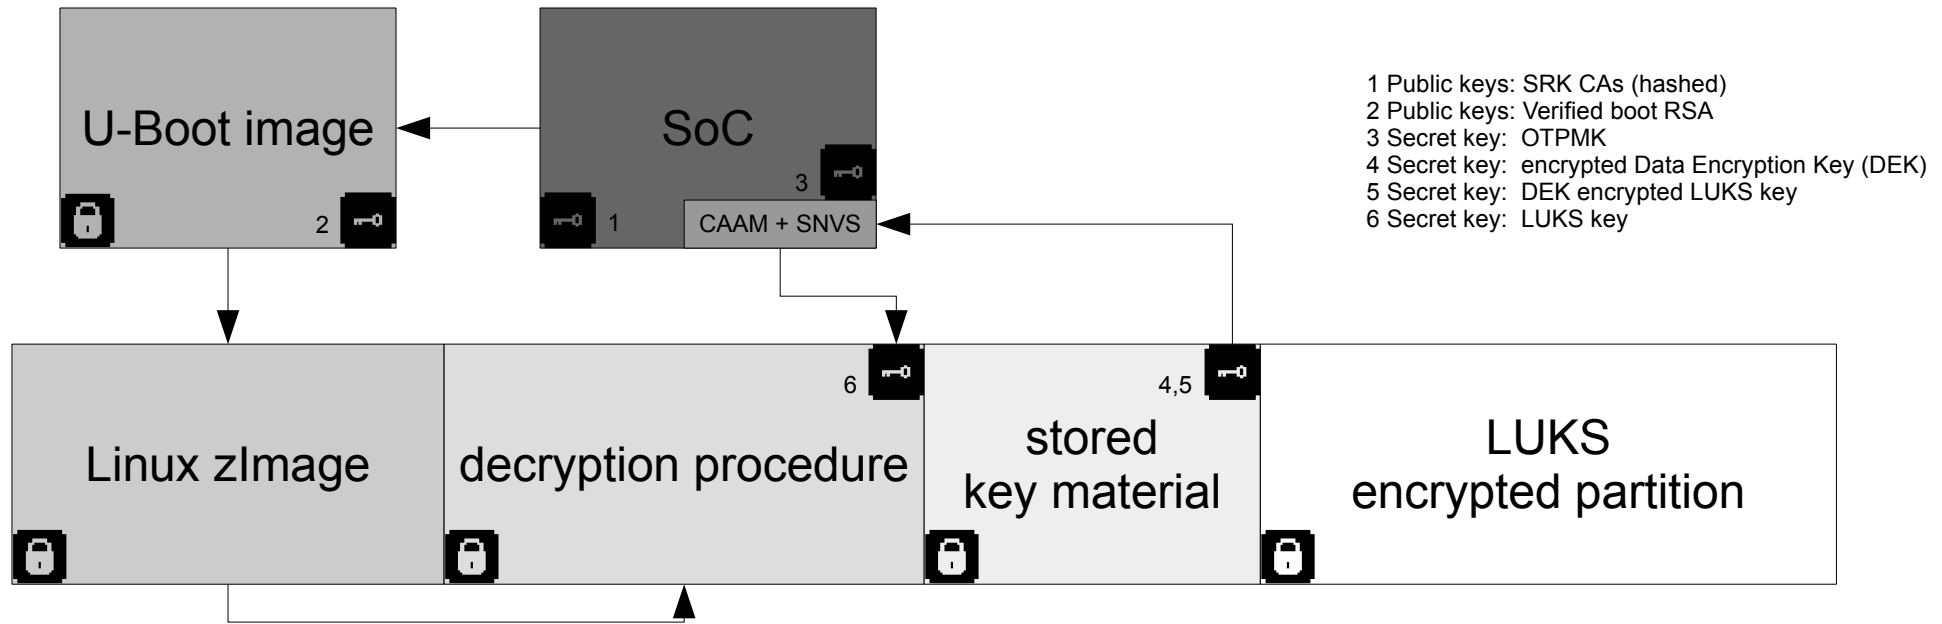 U-Boot image
2
SoC
3
1
CAAM + SNVS
1 Public keys: SRK CAs (hashed)
2 Public keys: Verified boot RSA
3 Secret key: OTPMK
4 Secret key: encrypted Data Encryption Key (DEK)
5 Secret key: DEK encrypted LUKS key
6 Secret key: LUKS key
Linux zImage
6
decryption procedure
4,5
stored
key material
LUKS
encrypted partition